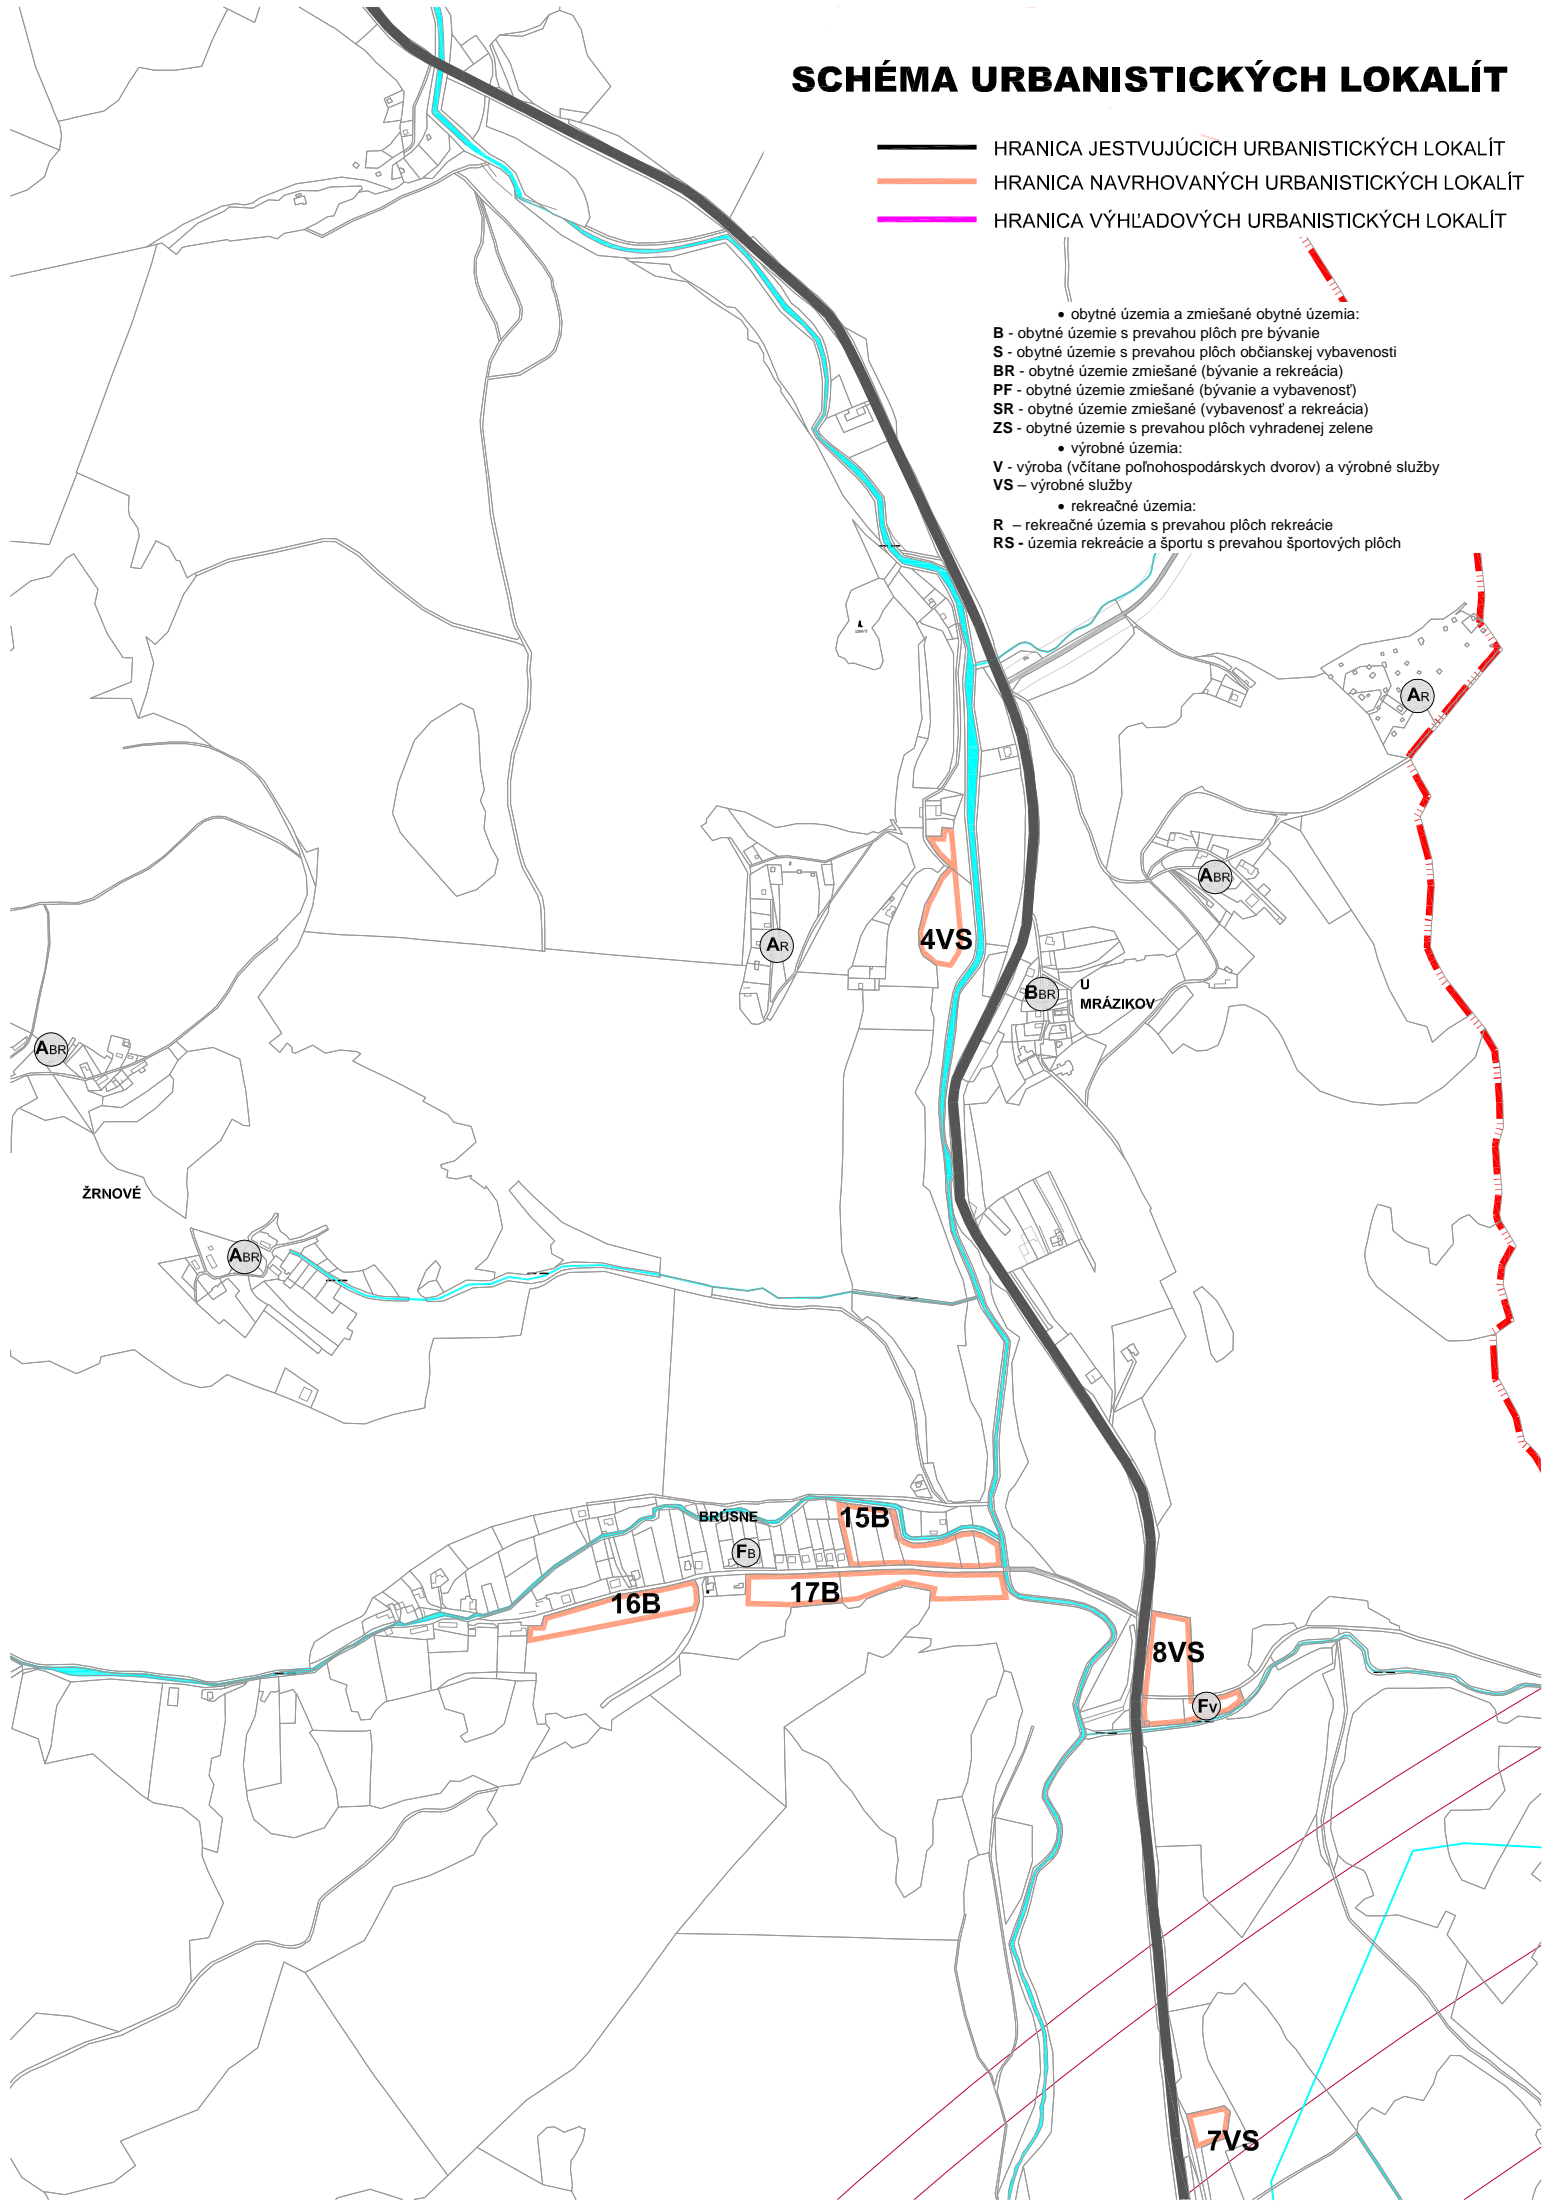 SCHÉMA URBANISTICKÝCH LOKALÍT
HRANICA JESTVUJÚCICH URBANISTICKÝCH LOKALÍT
HRANICA NAVRHOVANÝCH URBANISTICKÝCH LOKALÍT
HRANICA VÝHĽADOVÝCH URBANISTICKÝCH LOKALÍT
• obytné územia a zmiešané obytné územia:
B - obytné územie s prevahou plôch pre bývanie
S - obytné územie s prevahou plôch občianskej vybavenosti
BR - obytné územie zmiešané (bývanie a rekreácia)
PF - obytné územie zmiešané (bývanie a vybavenosť)
SR - obytné územie zmiešané (vybavenosť a rekreácia)
ZS - obytné územie s prevahou plôch vyhradenej zelene
• výrobné územia:
V - výroba (včítane poľnohospodárskych dvorov) a výrobné služby
VS – výrobné služby
• rekreačné územia:
R – rekreačné územia s prevahou plôch rekreácie
RS - územia rekreácie a športu s prevahou športových plôch
AR
ABR
4VS
AR
BBR
U
MRÁZIKOV
ABR
ŽRNOVÉ
ABR
BRÚSNE
15B
FB
16B
17B
8VS
FV
7VS